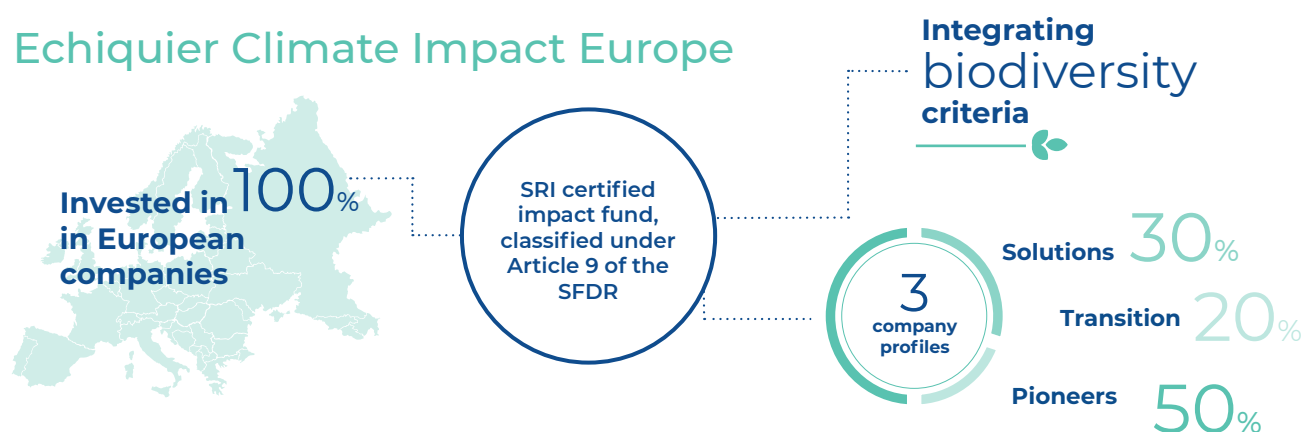 Echiquier Climate Impact Europe
Invested in 100%
in European
companies
SRI certified
impact fund,
classified under
Article 9 of the
SFDR
Integrating
biodiversity
criteria
3
company
profiles
Solutions 30%
Transition 20%
Pioneers 50%